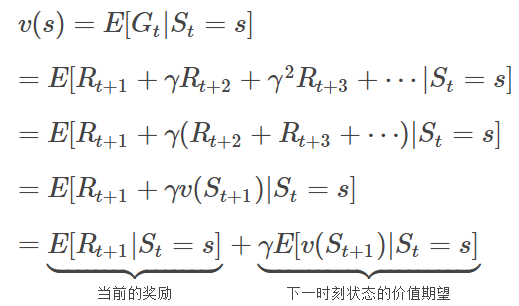 v(s) = E[G_t|S_t = s]
= E[R_{t+1} + γR_{t+2} + γ^2R_{t+3} + ⋯|S_t = s]
= E[R_{t+1} + γ(R_{t+2} + R_{t+3} + ⋯)|S_t = s]
= E[R_{t+1} + γv(S_{t+1})|S_t = s]
= E[R_{t+1}|S_t = s] + γE[v(S_{t+1})|S_t = s]
当前的奖励 下一时刻状态的价值期望